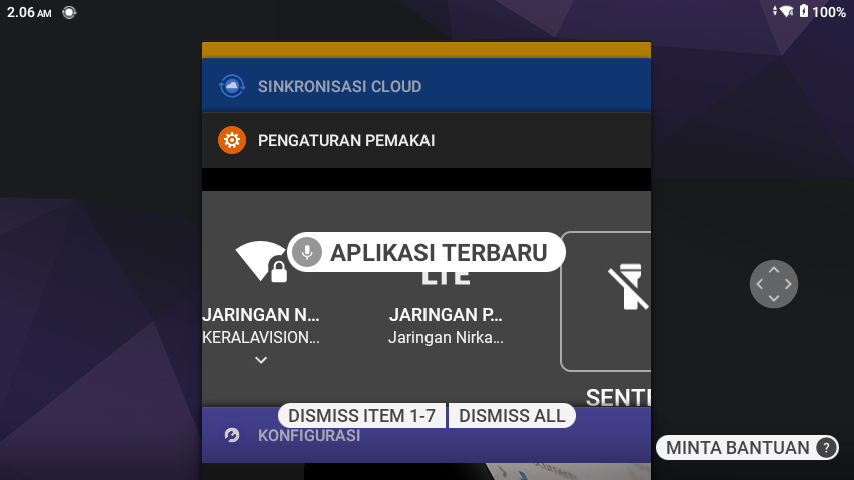 2.06 AM
100%
SINKRONISASI CLOUD
PENGATURAN PEMAKAI
APLIKASI TERBARU
LTE
JARINGAN N…
JARINGAN P…
KERALAVISION…
Jaringan Nirka…
SENT
DISMISS ITEM 1-7
DISMISS ALL
KONFIGURASI
MINTA BANTUAN ?